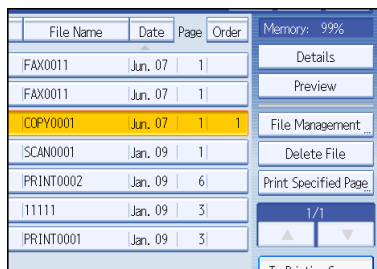 File Name Date Page Order Memory: 99%
FAX0011 Jun. 07 1 Details
FAX0011 Jun. 07 1 Preview
COPY0001 Jun. 07 1 1 File Management
SCAN0001 Jan. 09 1 Delete File
PRINT0002 Jan. 09 6 Print Specified Page
11111 Jan. 09 3 1/1
PRINT0001 Jan. 09 3